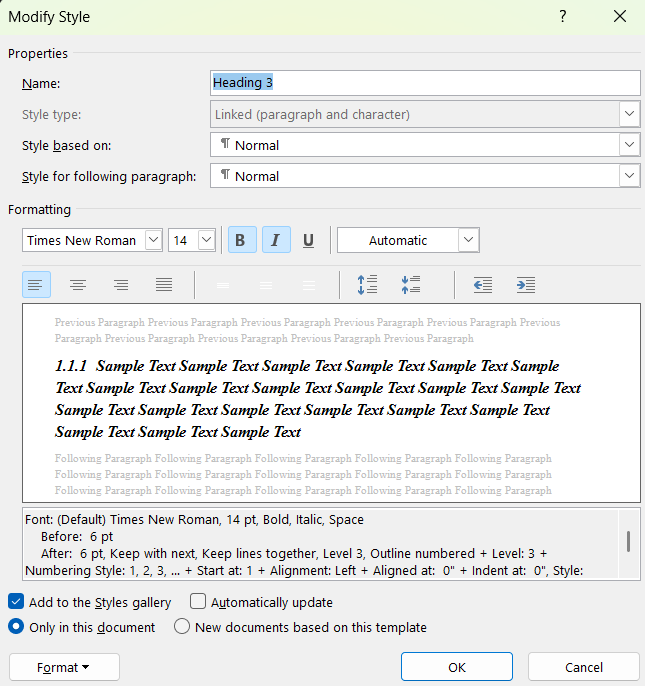 Modify Style
?
Properties
Name: Heading 3
Style type: Linked (paragraph and character)
Style based on: ¶ Normal
Style for following paragraph: ¶ Normal
Formatting
Times New Roman 14 B I U Automatic
Previous Paragraph Previous Paragraph Previous Paragraph Previous Paragraph Previous Paragraph Previous
Paragraph Previous Paragraph Previous Paragraph Previous Paragraph Previous Paragraph
1.1.1 Sample Text Sample Text Sample Text Sample Text Sample Text Sample
Text Sample Text Sample Text Sample Text Sample Text Sample Text Sample Text
Sample Text Sample Text Sample Text Sample Text Sample Text Sample Text
Sample Text Sample Text Sample Text
Following Paragraph Following Paragraph Following Paragraph Following Paragraph Following Paragraph
Following Paragraph Following Paragraph Following Paragraph Following Paragraph Following Paragraph
Following Paragraph Following Paragraph Following Paragraph Following Paragraph Following Paragraph
Font: (Default) Times New Roman, 14 pt, Bold, Italic, Space
Before: 6 pt
After: 6 pt, Keep with next, Keep lines together, Level 3, Outline numbered + Level: 3 +
Numbering Style: 1, 2, 3, ... + Start at: 1 + Alignment: Left + Aligned at: 0" + Indent at: 0", Style:
Add to the Styles gallery Automatically update
Only in this document New documents based on this template
Format OK Cancel